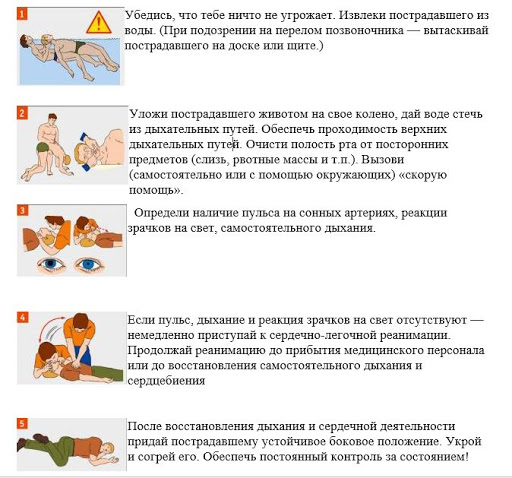 1
Убедись, что тебе ничто не угрожает. Извлеки пострадавшего из
воды. (При подозрении на перелом позвоночника — вытаскивай
пострадавшего на доске или щите.)
2
Уложи пострадавшего животом на свое колено, дай воде стечь
из дыхательных путей. Обеспечь проходимость верхних
дыхательных путей. Очисти полость рта от посторонних
предметов (слизь, рвотные массы и т.п.). Вызови
(самостоятельно или с помощью окружающих) «скорую
помощь».
3
Определи наличие пульса на сонных артериях, реакции
зрачков на свет, самостоятельного дыхания.
4
Если пульс, дыхание и реакция зрачков на свет отсутствуют —
немедленно приступай к сердечно-легочной реанимации.
Продолжай реанимацию до прибытия медицинского персонала
или до восстановления самостоятельного дыхания и
сердцебиения
5
После восстановления дыхания и сердечной деятельности
придай пострадавшему устойчивое боковое положение. Укрой
и согрей его. Обеспечь постоянный контроль за состоянием!